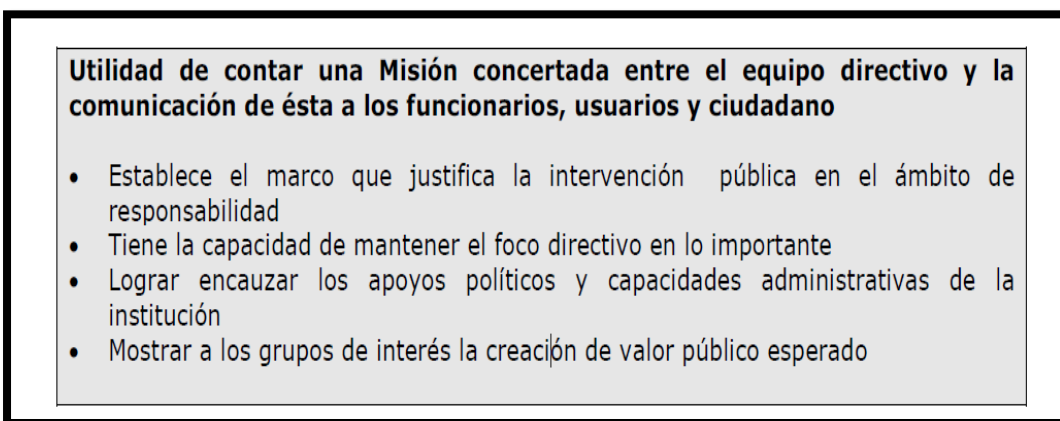 Utilidad de contar una Misión concertada entre el equipo directivo y la
comunicación de ésta a los funcionarios, usuarios y ciudadano
• Establece el marco que justifica la intervención pública en el ámbito de
responsabilidad
• Tiene la capacidad de mantener el foco directivo en lo importante
• Lograr encauzar los apoyos políticos y capacidades administrativas de la
institución
• Mostrar a los grupos de interés la creación de valor público esperado